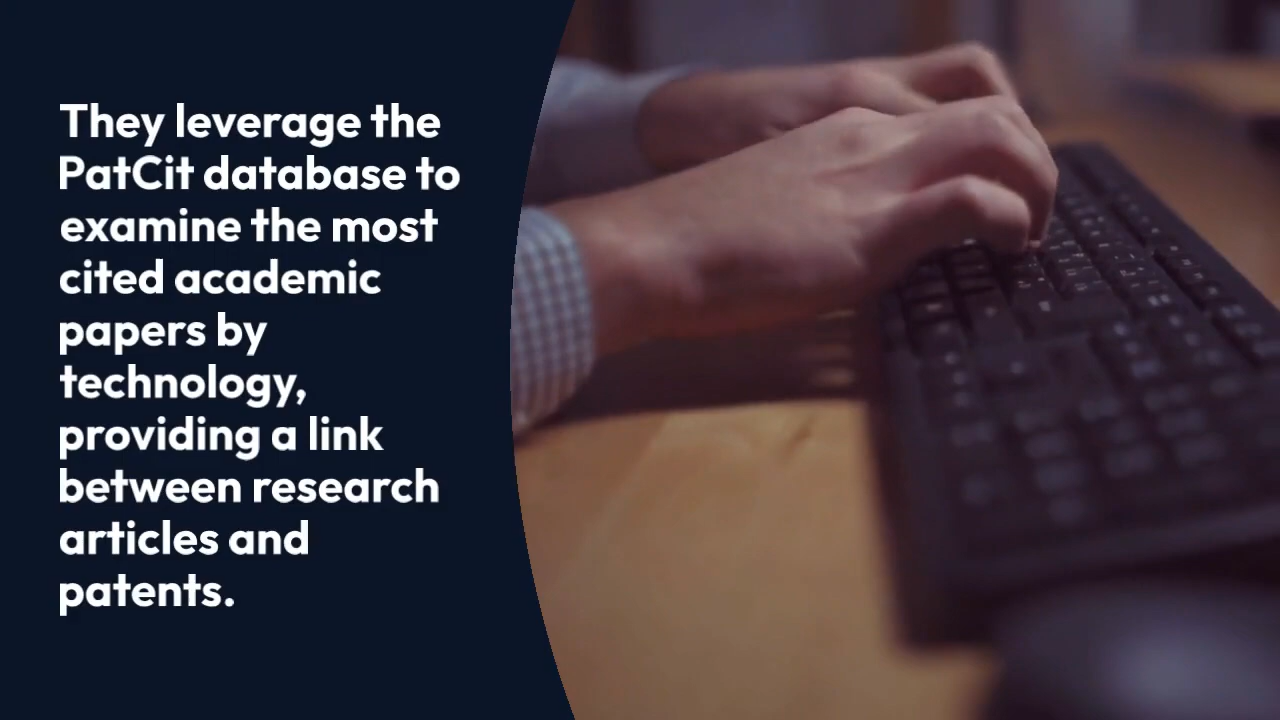 They leverage the
PatCit database to
examine the most
cited academic
papers by
technology,
providing a link
between research
articles and
patents.